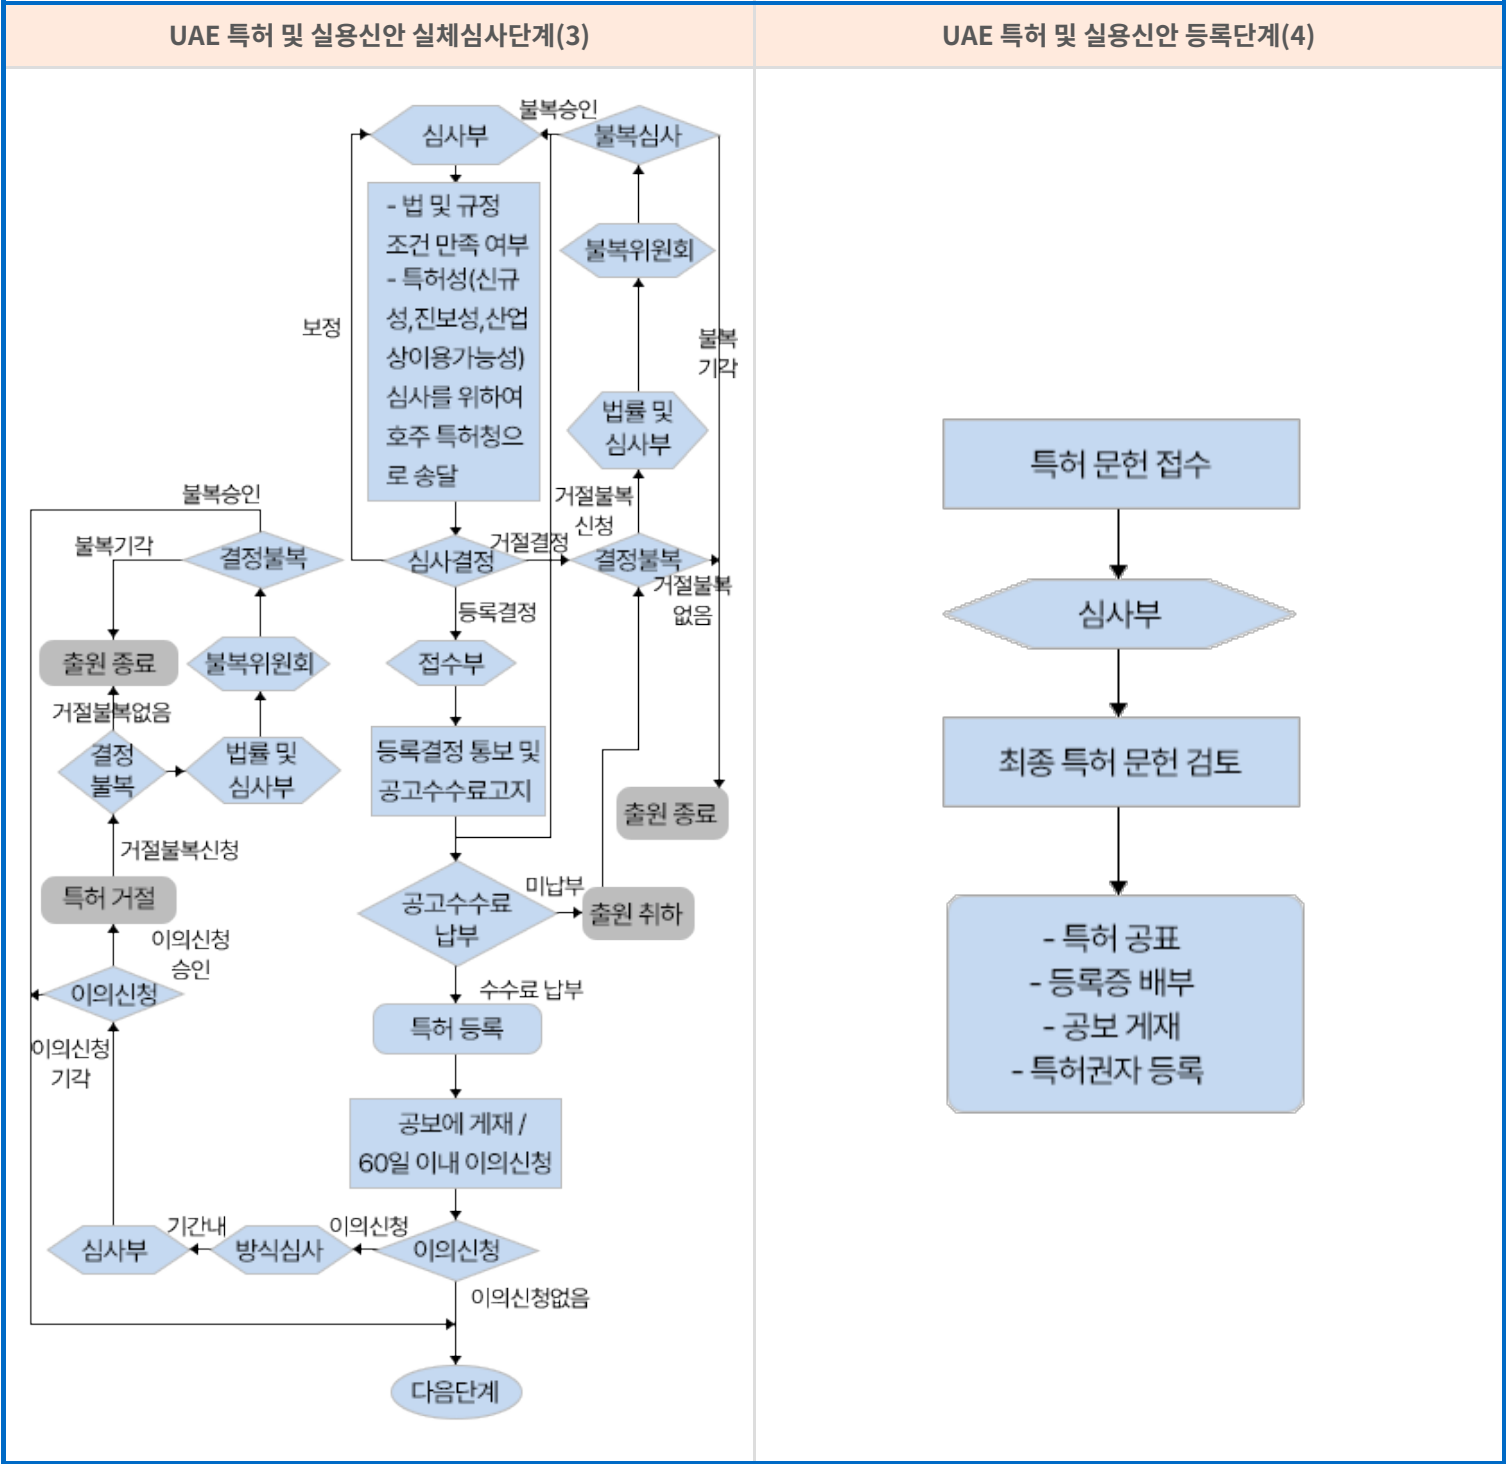 UAE 특허 및 실용신안 실체심사단계(3)
UAE 특허 및 실용신안 등록단계(4)
심사부
불복승인
불복심사
- 법 및 규정
조건 만족 여부
- 특허성(신규
성,진보성,산업
상이용가능성)
심사를 위하여
호주 특허청으
로 송달
불복위원회
보정
불복
기각
법률 및
심사부
불복승인
거절불복
신청
불복기각
결정불복
심사결정
거절결정
결정불복
거절불복
없음
등록결정
출원 종료
불복위원회
접수부
거절불복없음
결정
불복
법률 및
심사부
등록결정 통보 및
공고수수료고지
출원 종료
거절불복신청
특허 거절
공고수수료
납부
미납부
출원 취하
이의신청
승인
이의신청
수수료 납부
특허 등록
이의신청
기각
공보에 게재 /
60일 이내 이의신청
심사부
기간내
방식심사
이의신청
이의신청
이의신청없음
다음단계
특허 문헌 접수
심사부
최종 특허 문헌 검토
- 특허 공표
- 등록증 배부
- 공보 게재
- 특허권자 등록